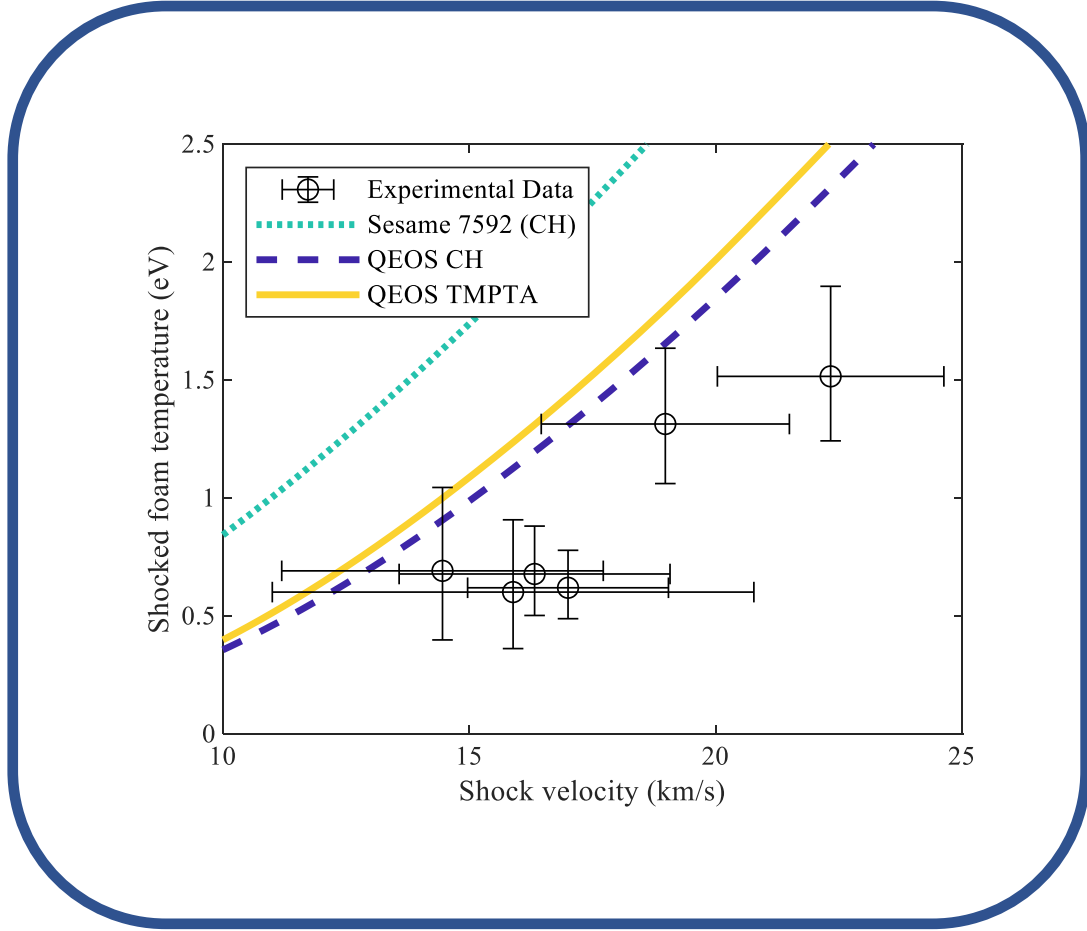 2.5
2
1.5
1
0.5
0
Shocked foam temperature (eV)
Experimental Data
Sesame 7592 (CH)
QEOS CH
QEOS TMPTA
10
15
20
25
Shock velocity (km/s)